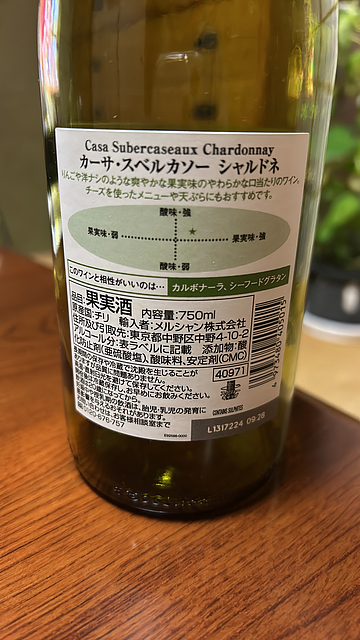 Casa Subercaseaux Chardonnay
カーサ・スベルカソー シャルドネ
りんごや洋ナシのような爽やかな果実味のやわらかな口当たりのワイン。
チーズを使ったメニューや天ぷらにもおすすめです。
酸味・強
果実味・弱
果実味・強
酸味・弱
このワインと相性がいいのは… カルボナーラ、シーフードグラタン
品名:果実酒 内容量:750ml
原産国:チリ 輸入者:メルシャン株式会社
住所及び引取先:東京都中野区中野4-10-2
アルコール分:表ラベルに記載 添加物:酸
化防止剤(亜硫酸塩)、酸味料、安定剤(CMC)
40971
CONTAINS SULPHITES
L1317224 09:28